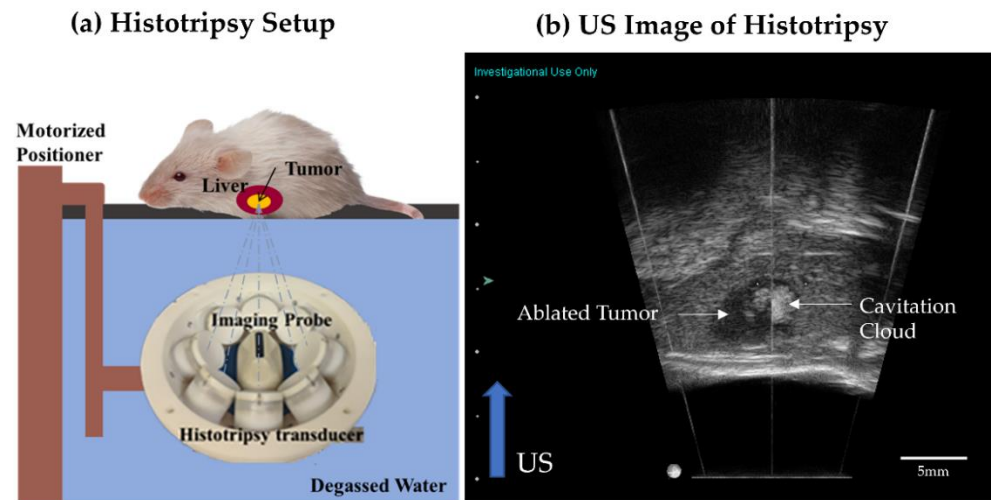 (a) Histotripsy Setup
Motorized
Positioner
Tumor
Liver
Imaging Probe
Histotripsy transducer
Degassed Water
(b) US Image of Histotripsy
Investigational Use Only
Ablated Tumor
Cavitation
Cloud
US
5mm